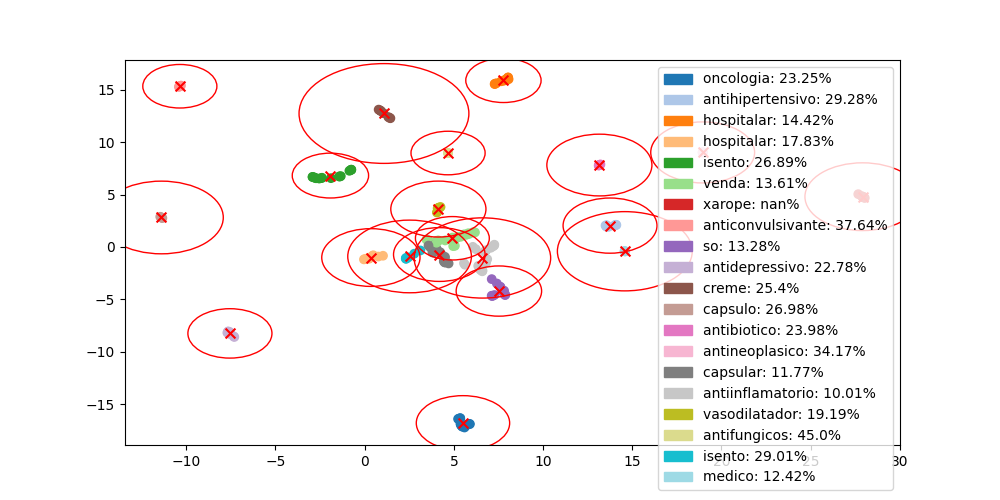 15
10
5
0
−5
−10
−15
−10
−5
0
5
10
15
20
25
30
oncologia: 23.25%
antihipertensivo: 29.28%
hospitalar: 14.42%
hospitalar: 17.83%
isento: 26.89%
venda: 13.61%
xarope: nan%
anticonvulsivante: 37.64%
so: 13.28%
antidepressivo: 22.78%
creme: 25.4%
capsulo: 26.98%
antibiotico: 23.98%
antineoplasico: 34.17%
capsular: 11.77%
antiinflamatorio: 10.01%
vasodilatador: 19.19%
antifungicos: 45.0%
isento: 29.01%
medico: 12.42%